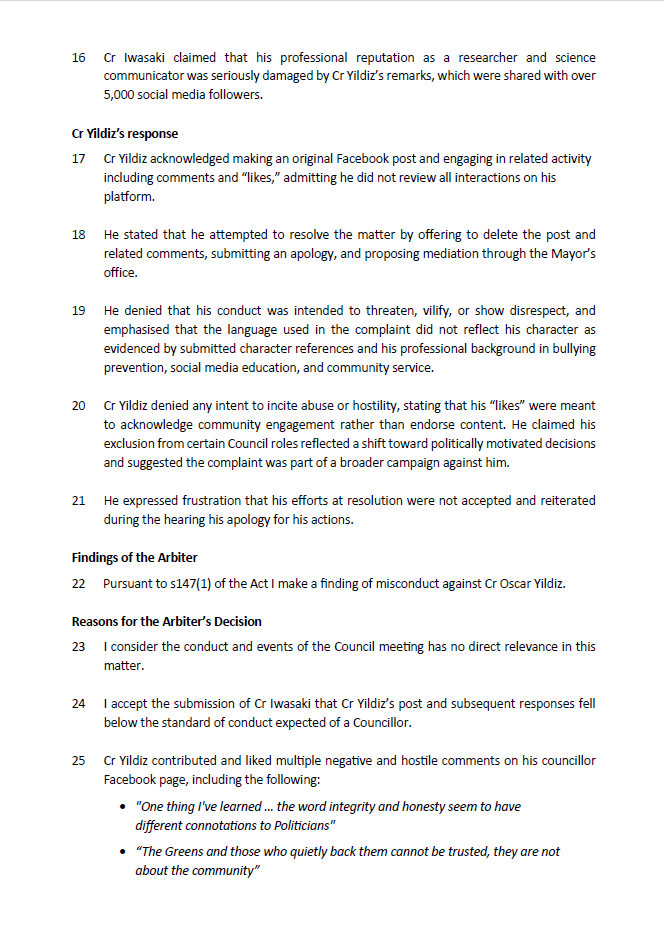 16 Cr Iwasaki claimed that his professional reputation as a researcher and science
communicator was seriously damaged by Cr Yildiz’s remarks, which were shared with over
5,000 social media followers.
Cr Yildiz’s response
17 Cr Yildiz acknowledged making an original Facebook post and engaging in related activity
including comments and “likes,” admitting he did not review all interactions on his
platform.
18 He stated that he attempted to resolve the matter by offering to delete the post and
related comments, submitting an apology, and proposing mediation through the Mayor’s
office.
19 He denied that his conduct was intended to threaten, vilify, or show disrespect, and
emphasised that the language used in the complaint did not reflect his character as
evidenced by submitted character references and his professional background in bullying
prevention, social media education, and community service.
20 Cr Yildiz denied any intent to incite abuse or hostility, stating that his “likes” were meant
to acknowledge community engagement rather than endorse content. He claimed his
exclusion from certain Council roles reflected a shift toward politically motivated decisions
and suggested the complaint was part of a broader campaign against him.
21 He expressed frustration that his efforts at resolution were not accepted and reiterated
during the hearing his apology for his actions.
Findings of the Arbiter
22 Pursuant to s147(1) of the Act I make a finding of misconduct against Cr Oscar Yildiz.
Reasons for the Arbiter’s Decision
23 I consider the conduct and events of the Council meeting has no direct relevance in this
matter.
24 I accept the submission of Cr Iwasaki that Cr Yildiz’s post and subsequent responses fell
below the standard of conduct expected of a Councillor.
25 Cr Yildiz contributed and liked multiple negative and hostile comments on his councillor
Facebook page, including the following:
• "One thing I've learned ... the word integrity and honesty seem to have
different connotations to Politicians"
• “The Greens and those who quietly back them cannot be trusted, they are not
about the community”